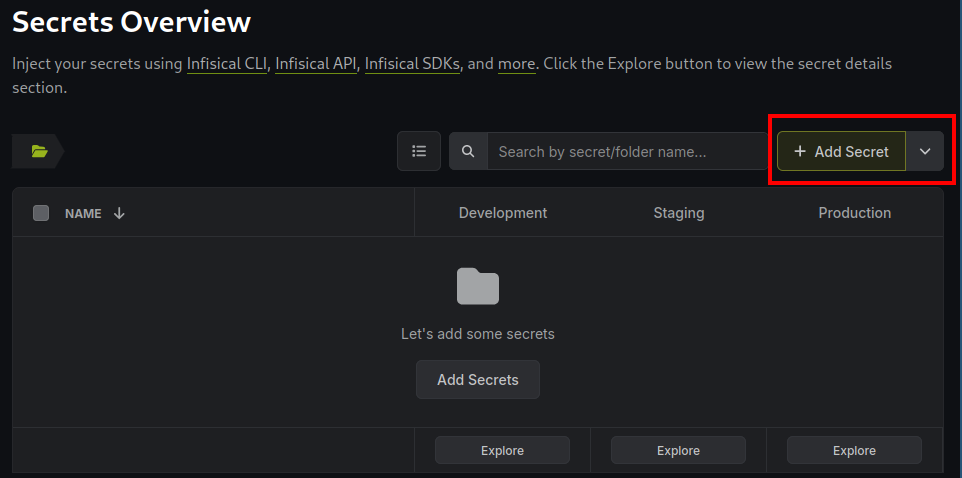 Secrets Overview
Inject your secrets using Infisical CLI, Infisical API, Infisical SDKs, and more. Click the Explore button to view the secret details
section.
Search by secret/folder name... + Add Secret
NAME Development Staging Production
Let's add some secrets
Add Secrets
Explore Explore Explore